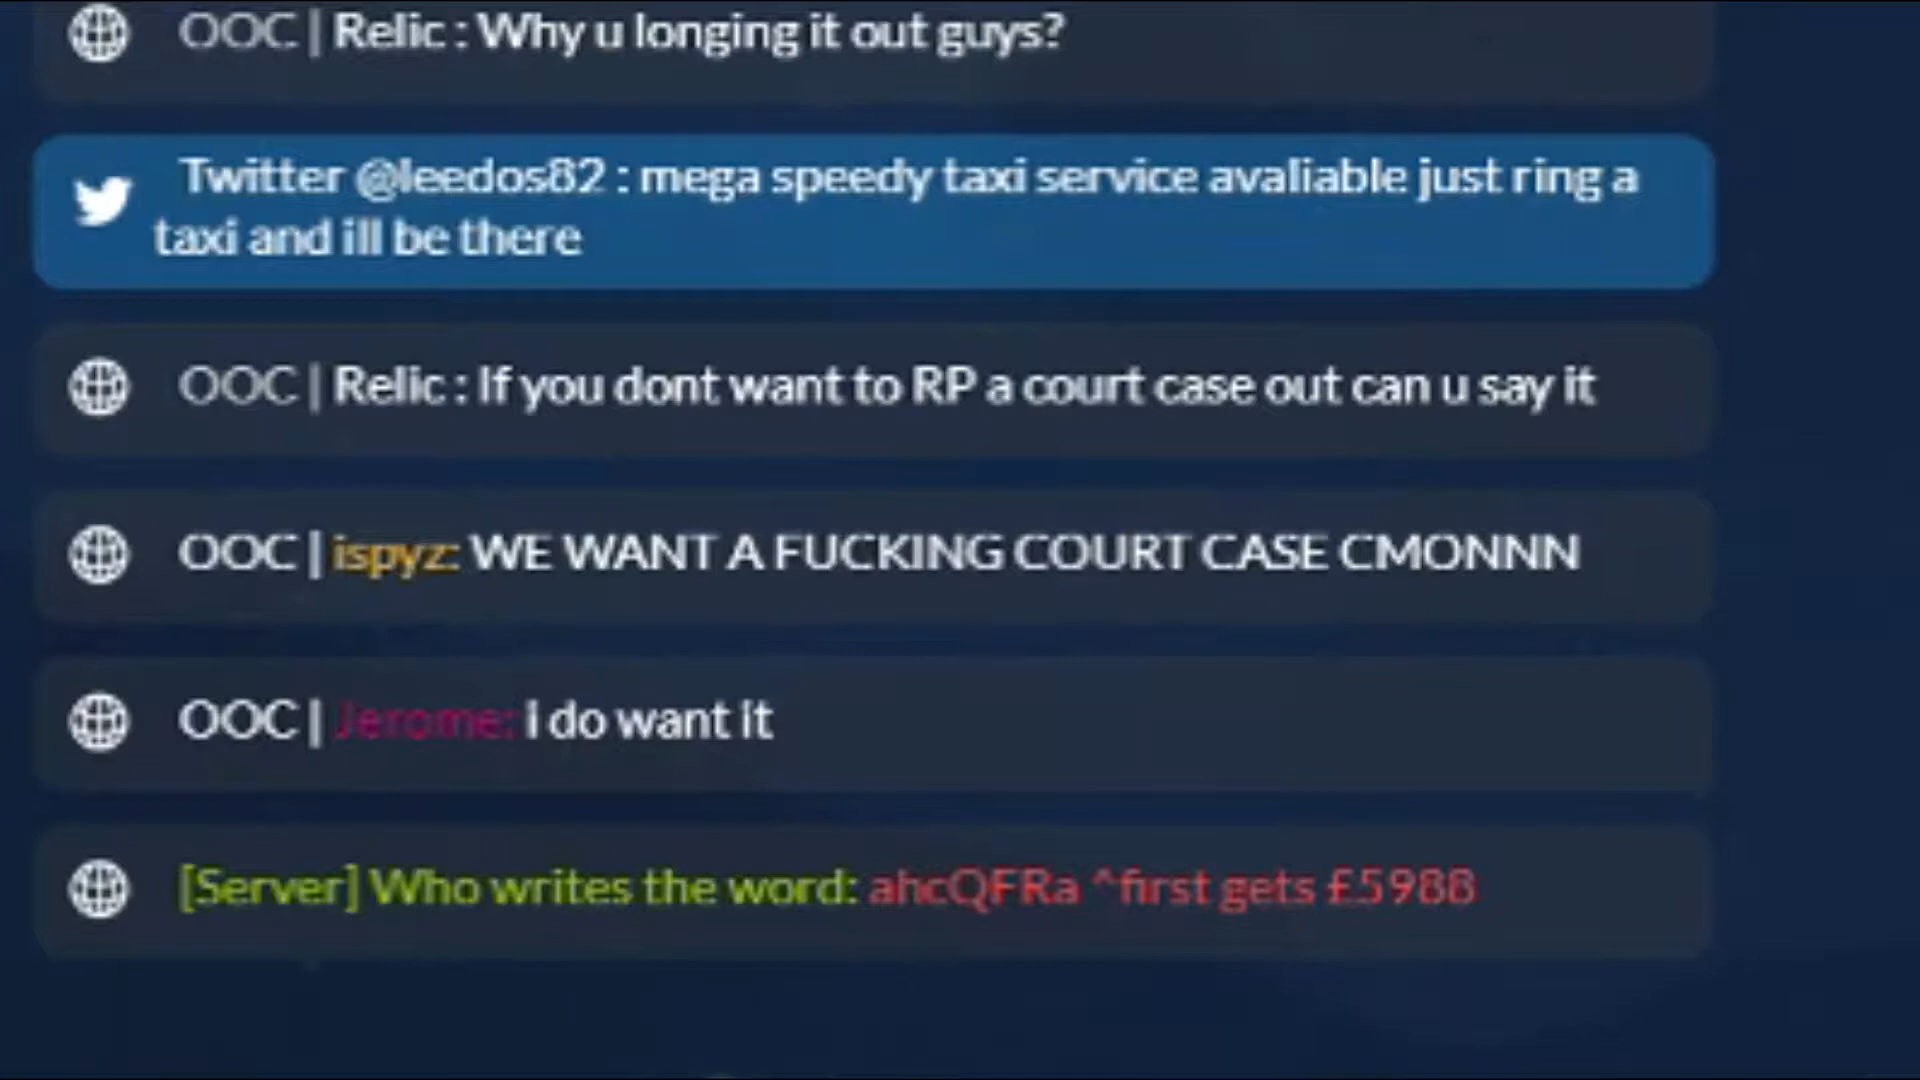 OOC | Relic : Why u longing it out guys?
Twitter @leedos82 : mega speedy taxi service avaliable just ring a
taxi and ill be there
OOC | Relic : If you dont want to RP a court case out can u say it
OOC | ispyz: WE WANT A FUCKING COURT CASE CMONNN
OOC | Jerome: I do want it
[Server] Who writes the word: ahcQFRa ^first gets £5988